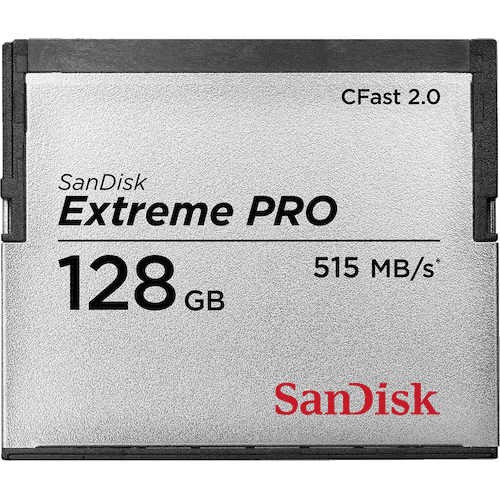 CFast 2.0
SanDisk
Extreme PRO
128 GB
515 MB/s*
SanDisk